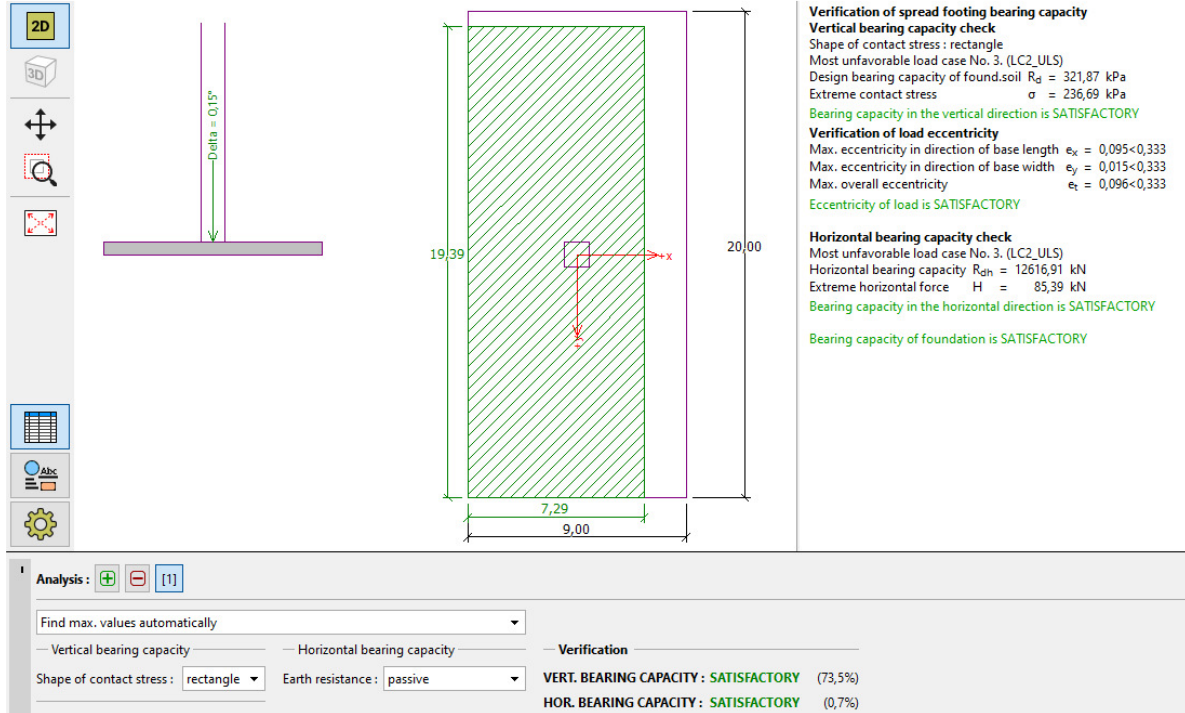 2D
3D
Abc
Delta = 0,15°
19,39
+x
+y
20,00
7,29
9,00
Verification of spread footing bearing capacity
Vertical bearing capacity check
Shape of contact stress : rectangle
Most unfavorable load case No. 3. (LC2_ULS)
Design bearing capacity of found.soil Rd = 321,87 kPa
Extreme contact stress σ = 236,69 kPa
Bearing capacity in the vertical direction is SATISFACTORY
Verification of load eccentricity
Max. eccentricity in direction of base length ex = 0,095<0,333
Max. eccentricity in direction of base width ey = 0,015<0,333
Max. overall eccentricity et = 0,096<0,333
Eccentricity of load is SATISFACTORY
Horizontal bearing capacity check
Most unfavorable load case No. 3. (LC2_ULS)
Horizontal bearing capacity Rdh = 12616,91 kN
Extreme horizontal force H = 85,39 kN
Bearing capacity in the horizontal direction is SATISFACTORY
Bearing capacity of foundation is SATISFACTORY
Analysis : [1]
Find max. values automatically
Vertical bearing capacity
Shape of contact stress : rectangle
Horizontal bearing capacity
Earth resistance : passive
Verification
VERT. BEARING CAPACITY : SATISFACTORY (73,5%)
HOR. BEARING CAPACITY : SATISFACTORY (0,7%)